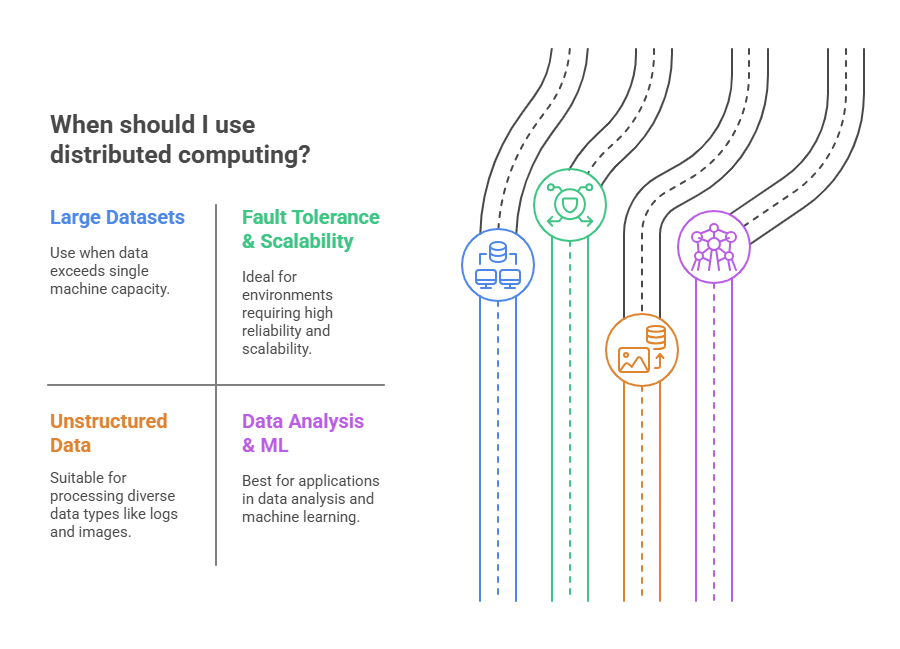 When should I use
distributed computing?
Large Datasets
Use when data
exceeds single
machine capacity.
Fault Tolerance
& Scalability
Ideal for
environments
requiring high
reliability and
scalability.
Unstructured
Data
Suitable for
processing diverse
data types like logs
and images.
Data Analysis
& ML
Best for applications
in data analysis and
machine learning.